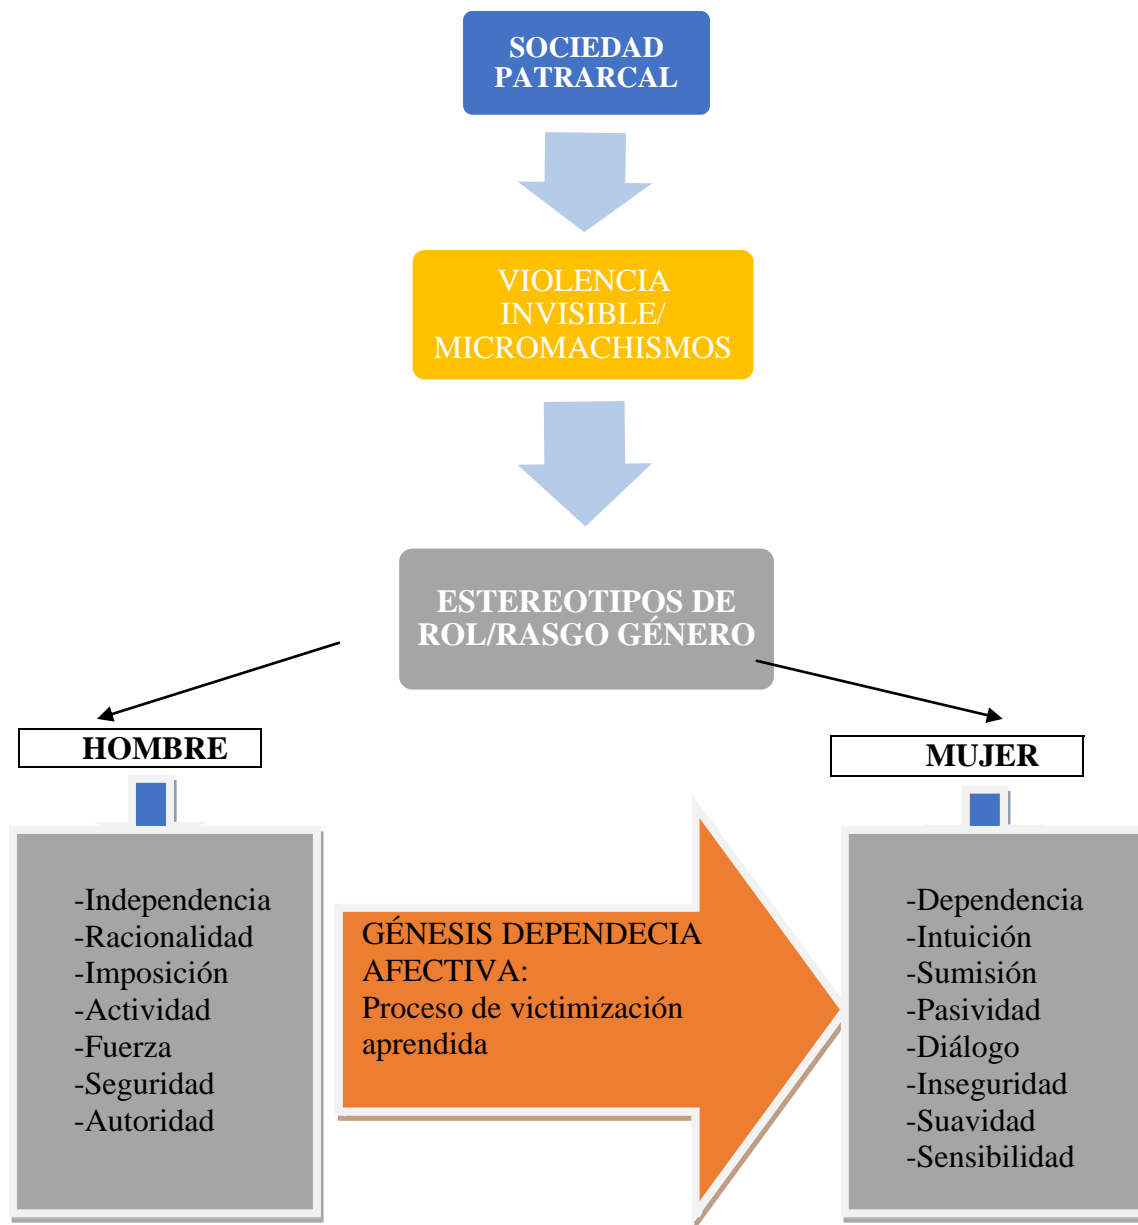 SOCIEDAD
PATRARCAL
VIOLENCIA
INVISIBLE/
MICROMACHISMOS
ESTEREOTIPOS DE
ROL/RASGO GÉNERO
HOMBRE
MUJER
-Independencia
-Racionalidad
-Imposición
-Actividad
-Fuerza
-Seguridad
-Autoridad
GÉNESIS DEPENDECIA
AFECTIVA:
Proceso de victimización
aprendida
-Dependencia
-Intuición
-Sumisión
-Pasividad
-Diálogo
-Inseguridad
-Suavidad
-Sensibilidad